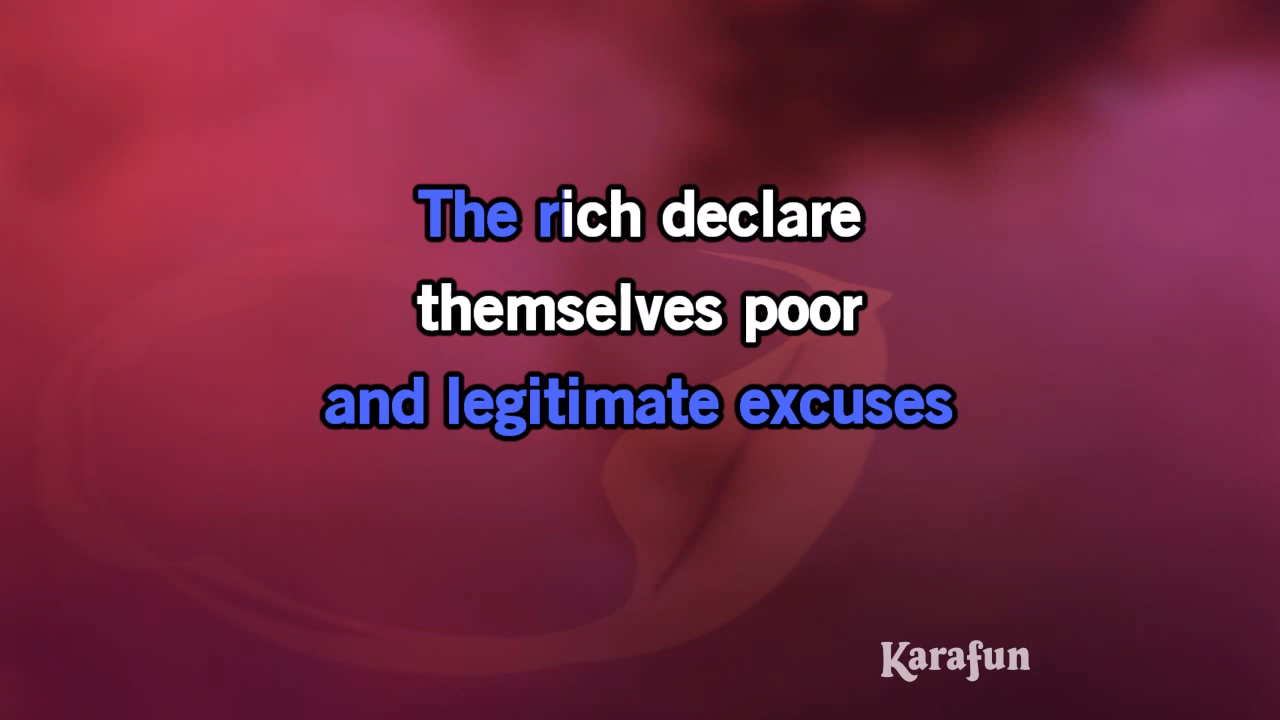 The rich declare
themselves poor
and legitimate excuses
Karafun